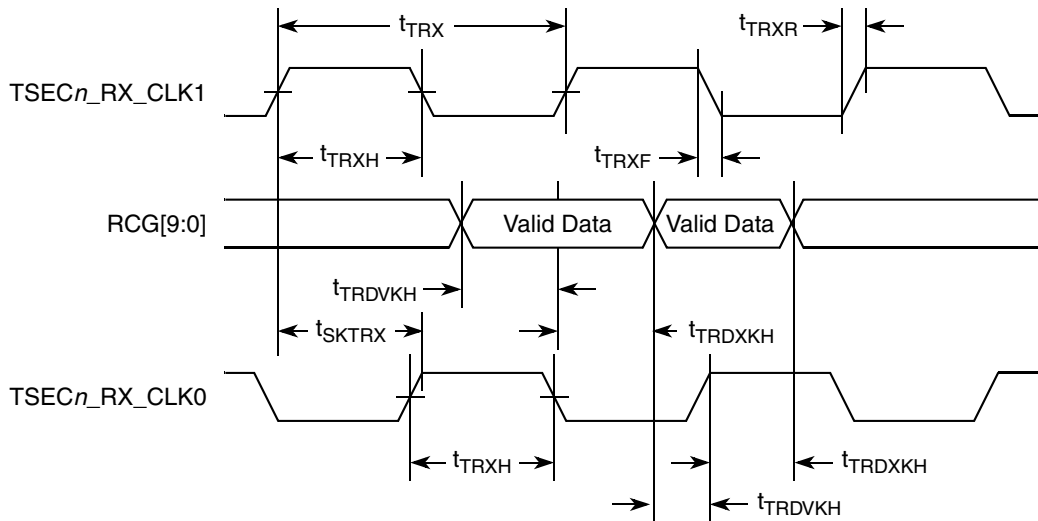 tTRX
tTRXR
TSECn_RX_CLK1
tTRXH
tTRXF
RCG[9:0]
Valid Data
Valid Data
tTRDVKH
tSKTRX
tTRDXKH
TSECn_RX_CLK0
tTRXH
tTRDXKH
tTRDVKH